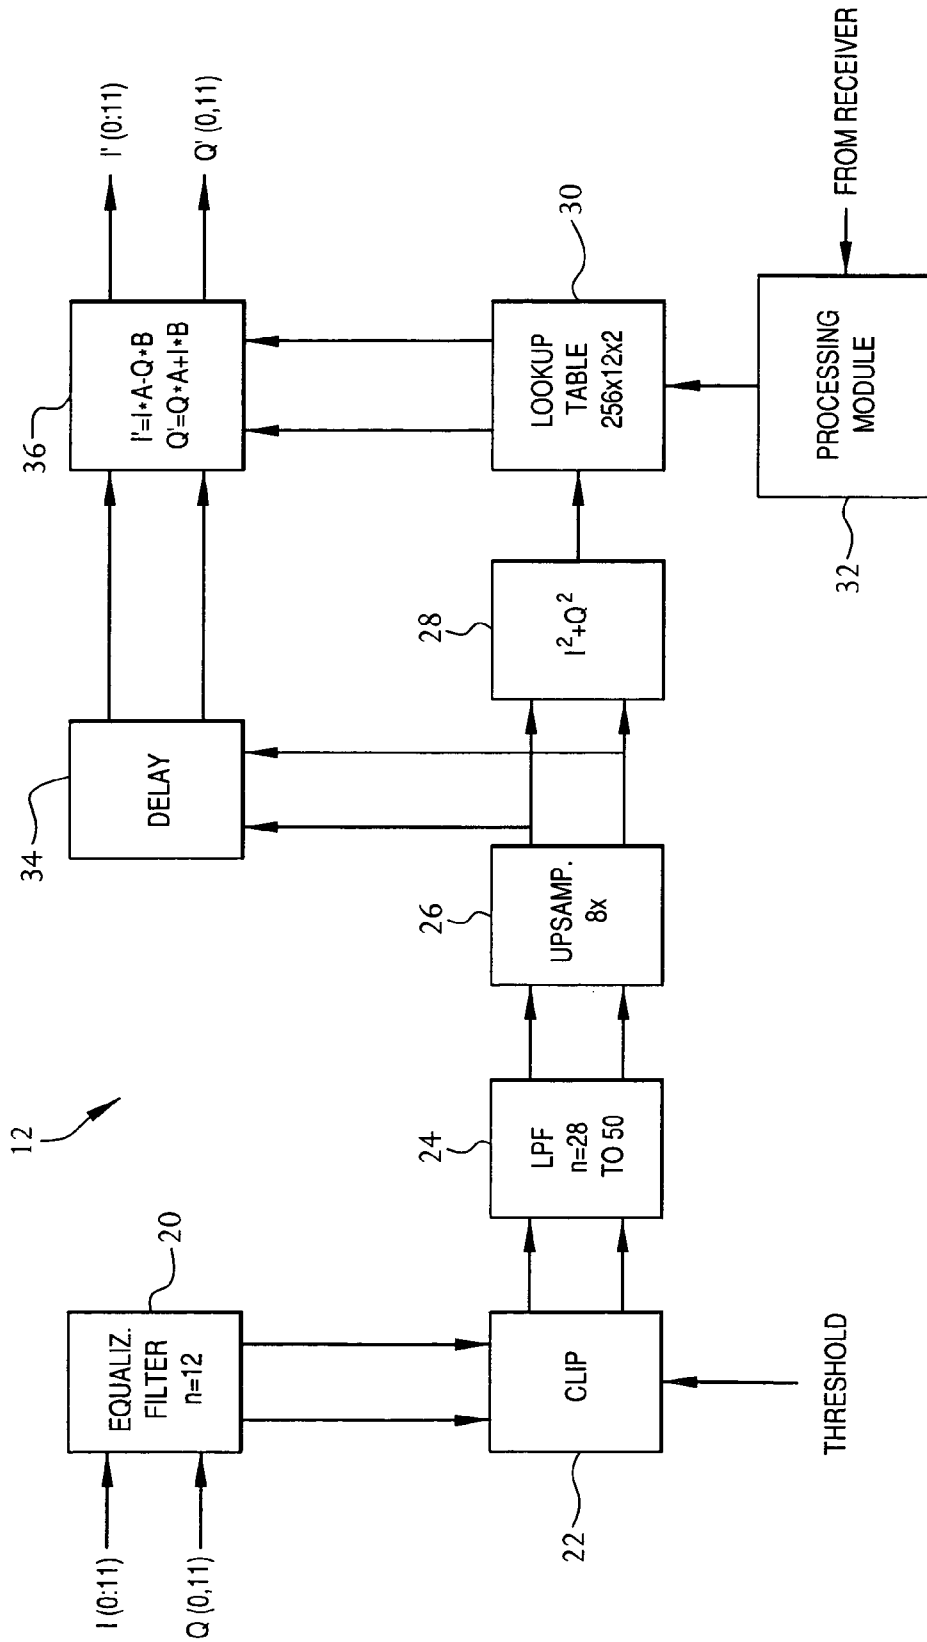 12
I (0:11)
Q (0,11)
EQUALIZ.
FILTER
n=12
20
CLIP
22
THRESHOLD
LPF
n=28
TO 50
24
UPSAMP.
8x
26
DELAY
34
I²+Q²
28
LOOKUP
TABLE
256x12x2
30
PROCESSING
MODULE
32
FROM RECEIVER
I'=I*A-Q*B
Q'=Q*A+I*B
36
I' (0:11)
Q' (0,11)